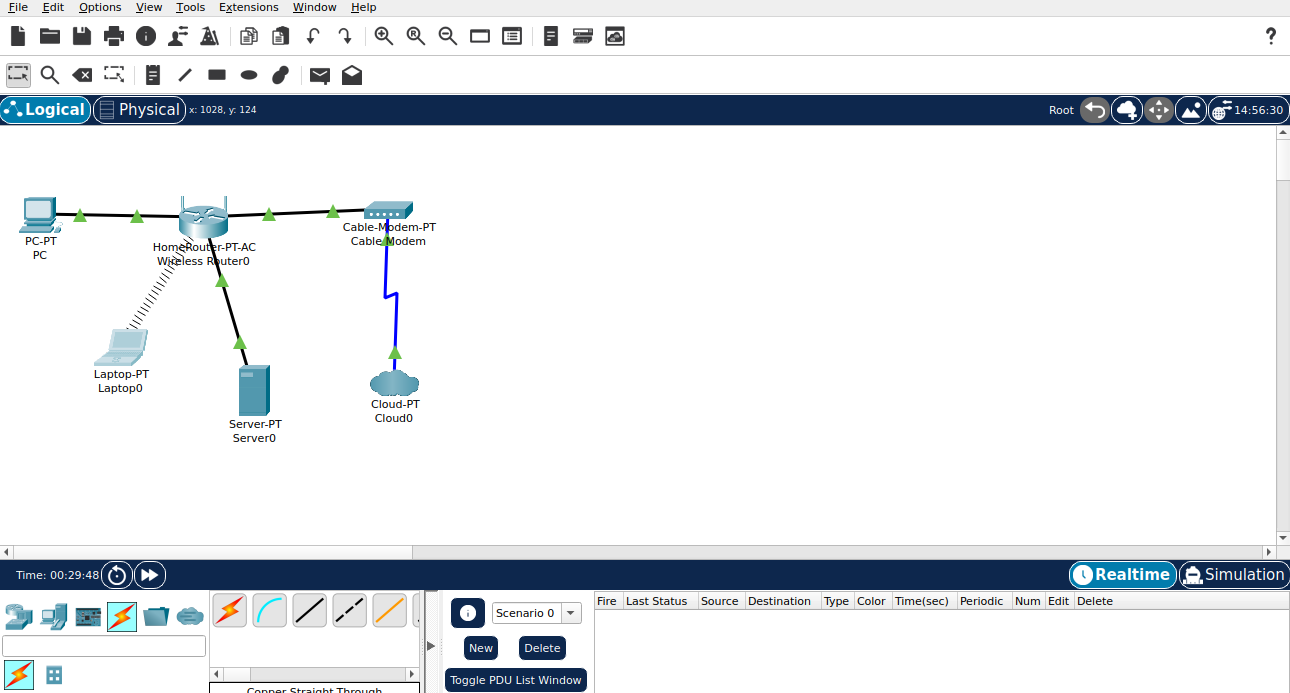 File Edit Options View Tools Extensions Window Help
R
?
Logical Physical x: 1028, y: 124 Root 14:56:30
PC-PT
PC
HomeRouter-PT-AC
Wireless Router0
Cable-Modem-PT
Cable Modem
Laptop-PT
Laptop0
Server-PT
Server0
Cloud-PT
Cloud0
Time: 00:29:48 Realtime Simulation
Scenario 0
New Delete
Toggle PDU List Window
Fire Last Status Source Destination Type Color Time(sec) Periodic Num Edit Delete
Copper Straight Through